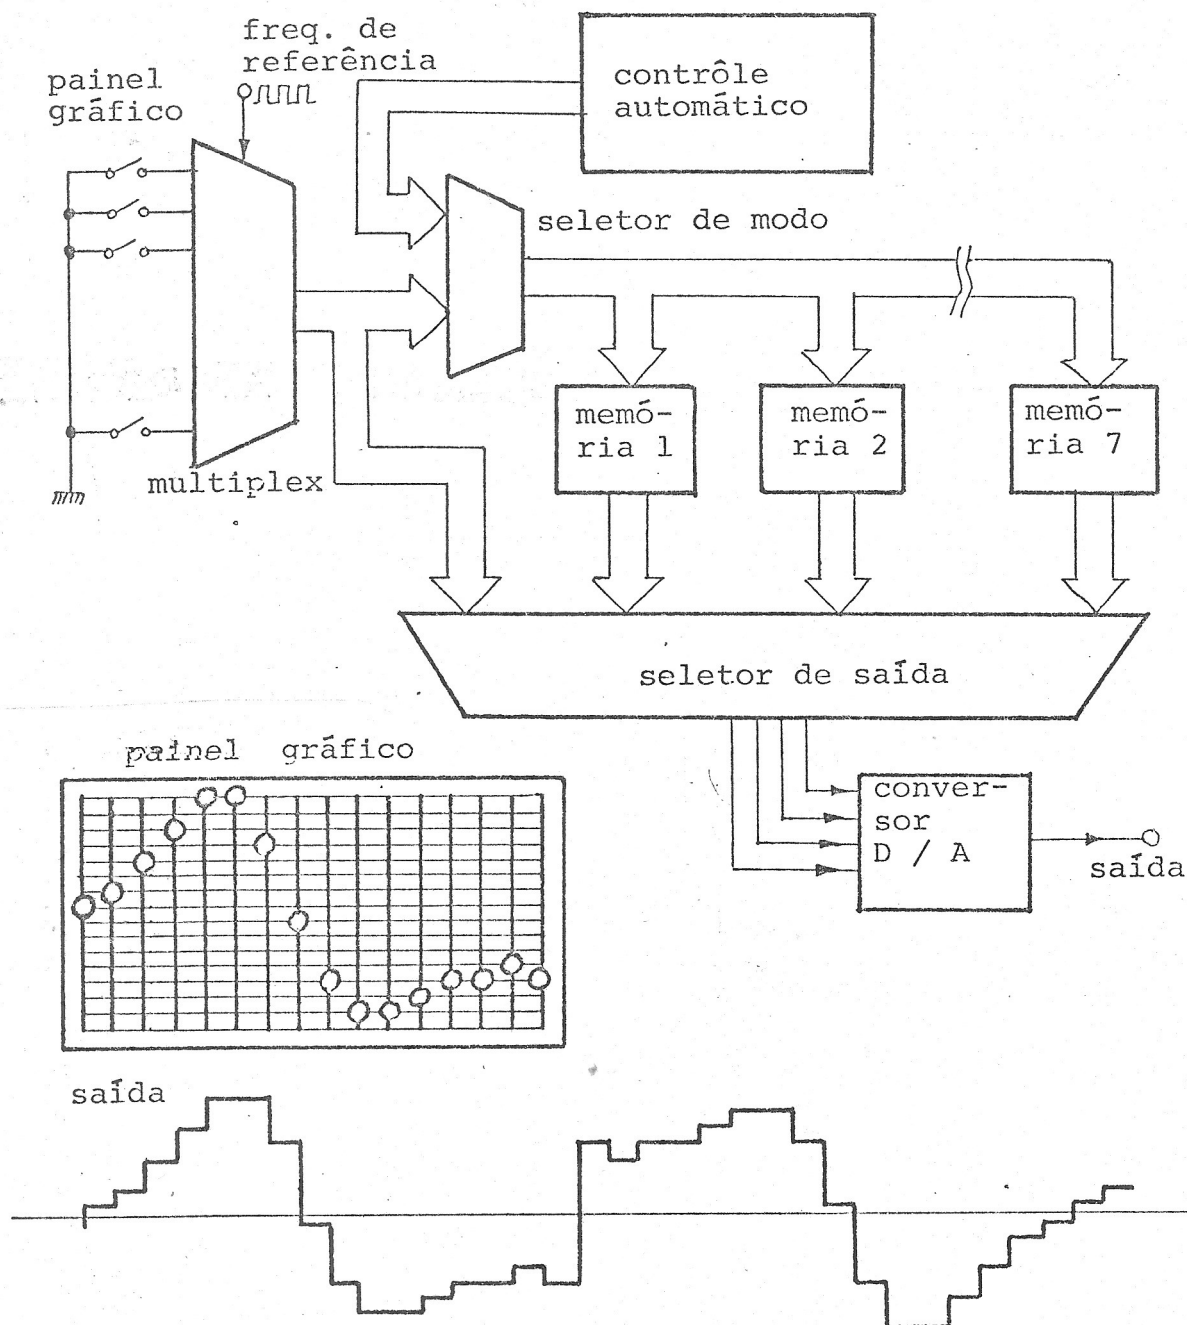 freq. de
referência
painel
gráfico
contrôle
automático
seletor de modo
memó-
ria 1
memó-
ria 2
memó-
ria 7
multiplex
seletor de saída
painel gráfico
conver-
sor
D / A
saída
saída